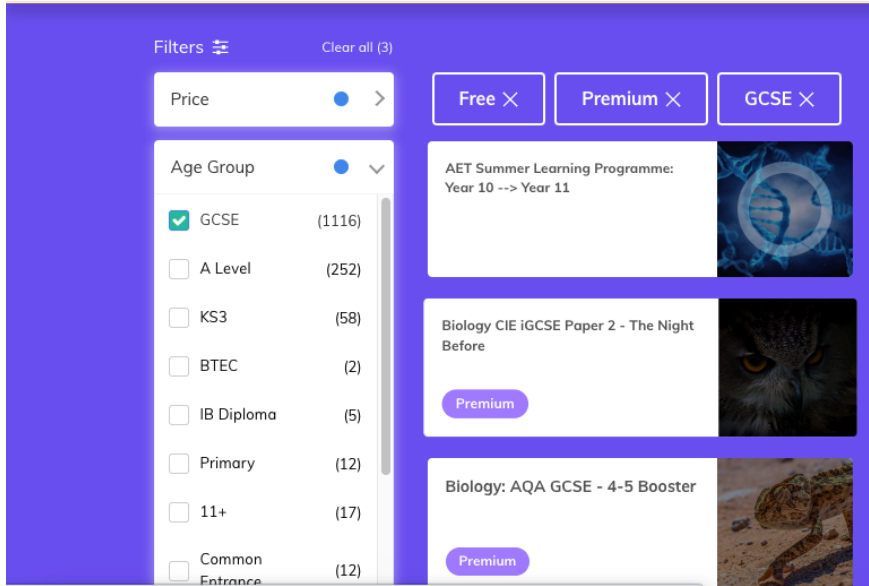 Filters
Clear all (3)
Price
Free
Premium
GCSE
Age Group
GCSE (1116)
A Level (252)
KS3 (58)
BTEC (2)
IB Diploma (5)
Primary (12)
11+ (17)
Common (12)
Entrance
AET Summer Learning Programme:
Year 10 --> Year 11
Biology CIE iGCSE Paper 2 - The Night
Before
Premium
Biology: AQA GCSE - 4-5 Booster
Premium